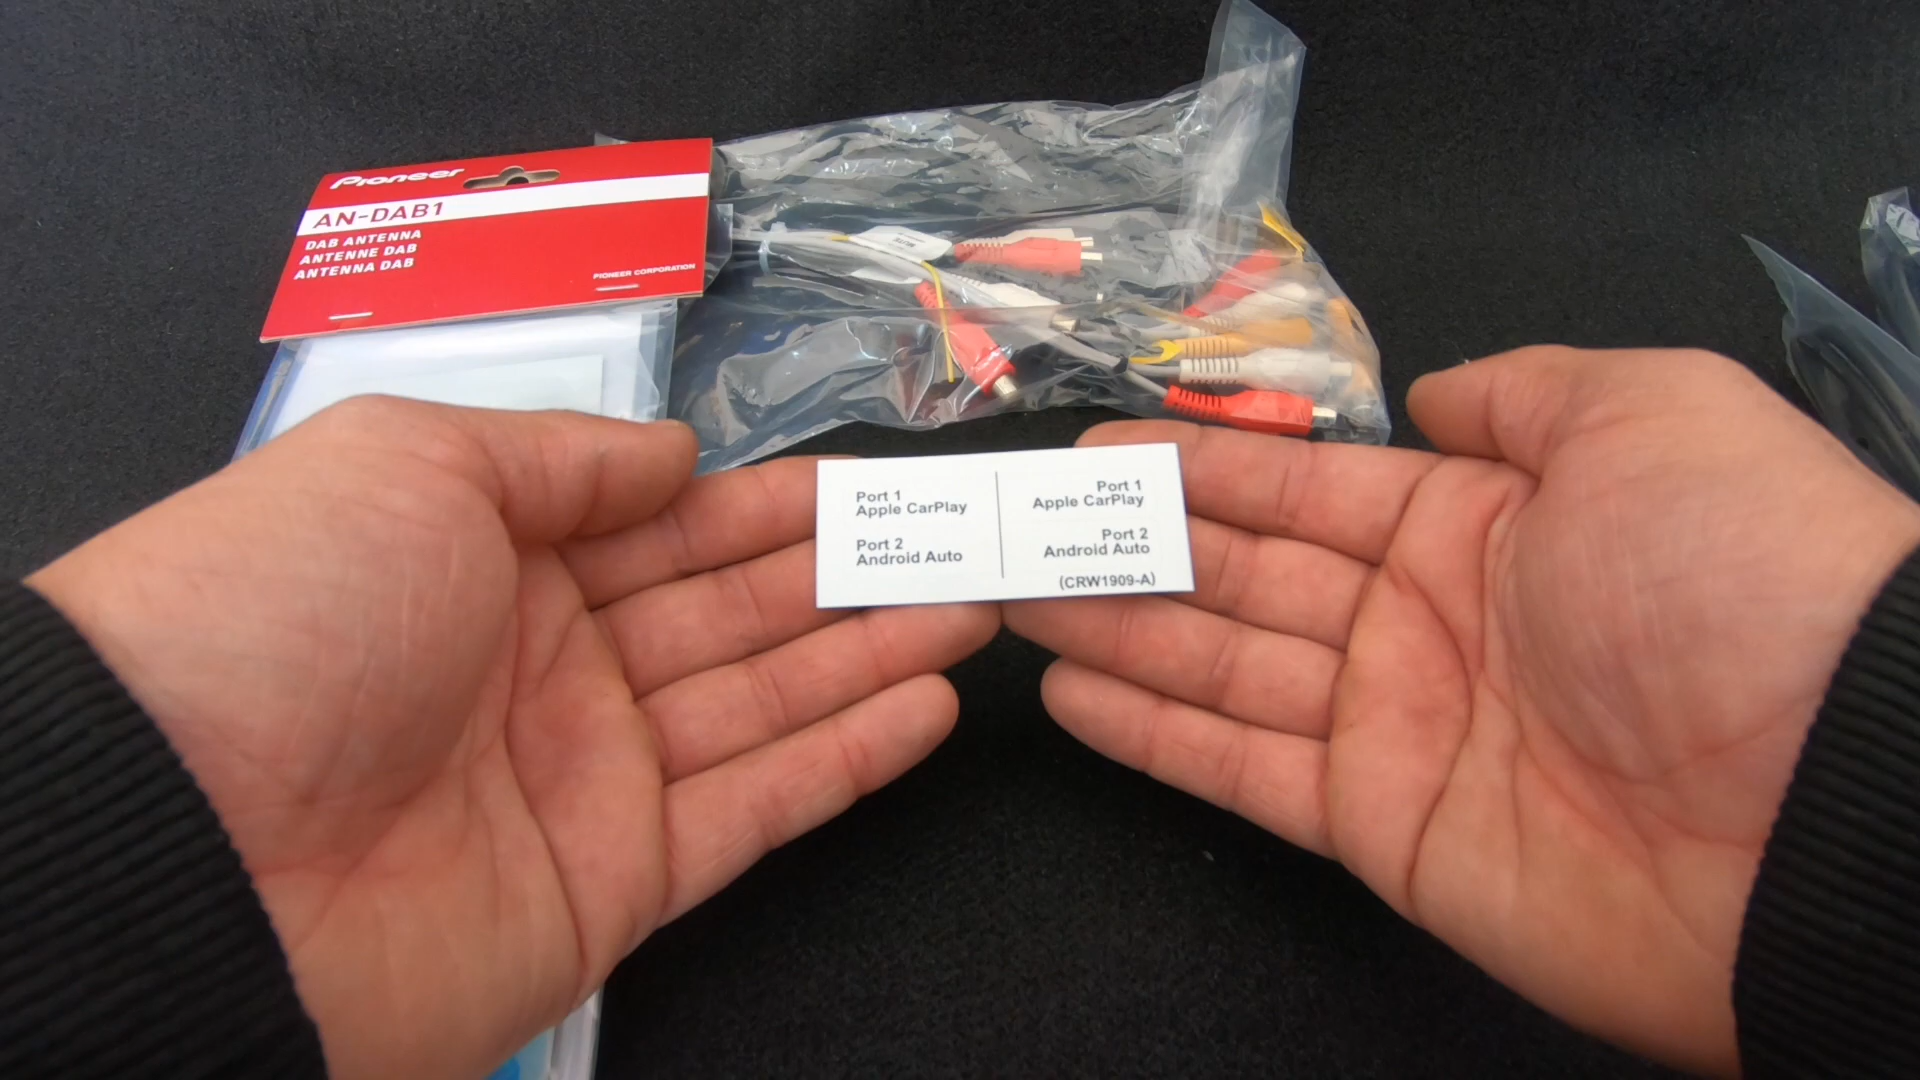 Pioneer
AN-DAB1
DAB ANTENNA
ANTENNE DAB
ANTENNA DAB
PIONEER CORPORATION
Port 1
Apple CarPlay
Port 2
Android Auto
Port 1
Apple CarPlay
Port 2
Android Auto
(CRW1909-A)